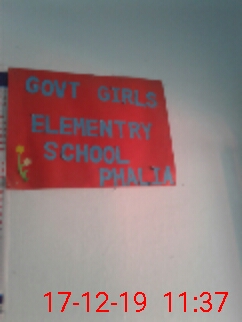 GOVT GIRLS
ELEMENTRY
SCHOOL
PHALIA
17-12-19 11:37